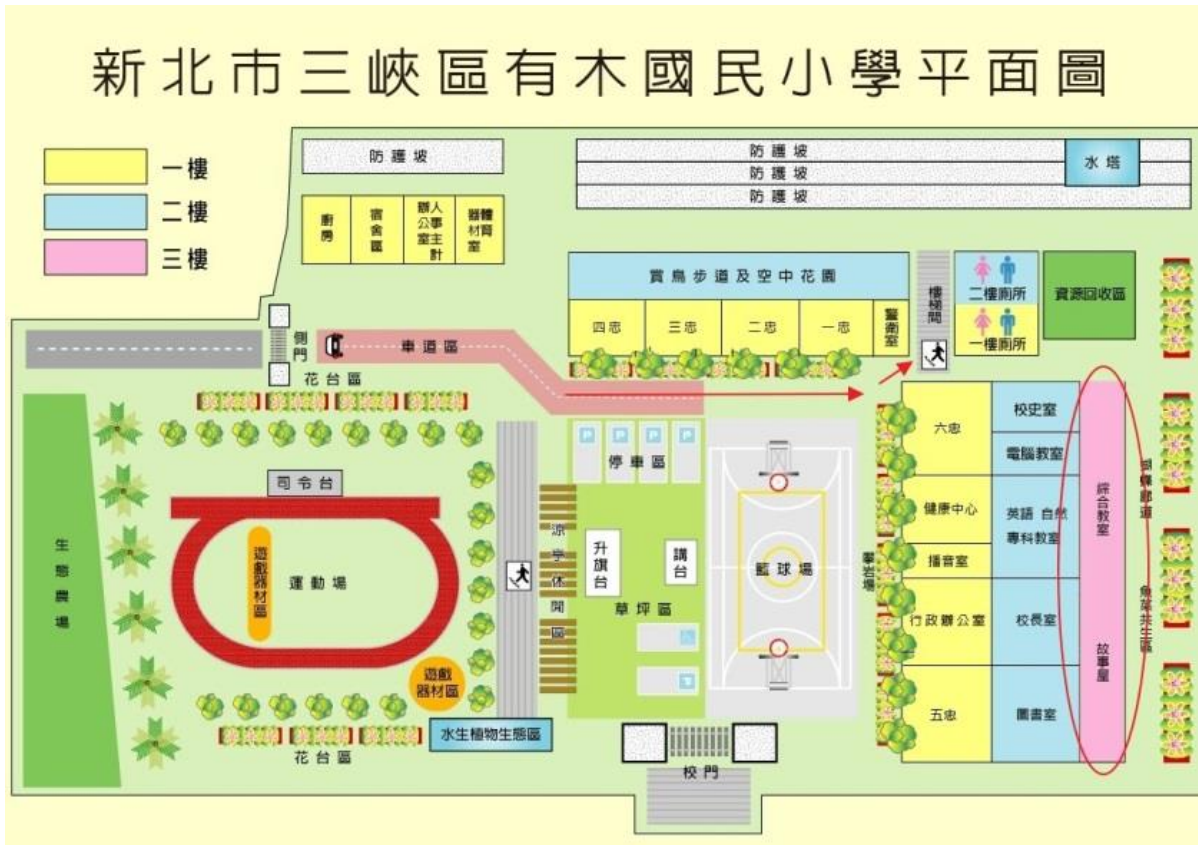 新北市三峽區有木國民小學平面圖
一樓
二樓
三樓
防護坡
防護坡
防護坡
防護坡
水塔
廚房
宿舍區
人事主計
辦公室
體育
器材室
賞鳥步道及空中花園
四忠
三忠
二忠
一忠
警衛室
樓梯間
二樓廁所
一樓廁所
資源回收區
側門
車道區
花台區
司令台
生態農場
遊戲器材區
運動場
遊戲
器材區
水生植物生態區
花台區
涼亭休閒區
P
P
P
P
停車區
升旗台
講台
草坪區
籃球場
校門
攀岩場
六忠
健康中心
播音室
行政辦公室
五忠
校史室
電腦教室
英語 自然
專科教室
校長室
圖書室
綜合教室
故事屋
魚菜共生區